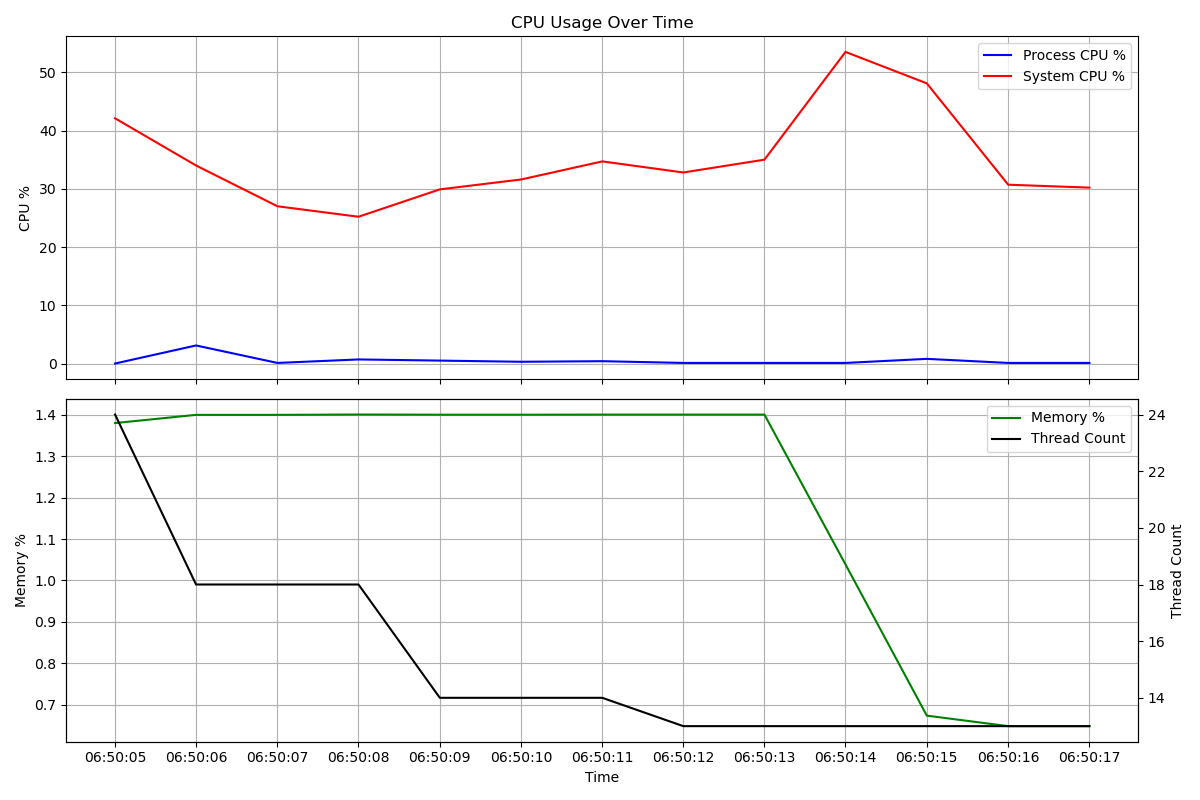 CPU Usage Over Time
Process CPU %
System CPU %
50
40
30
20
10
0
CPU %
Memory %
Thread Count
1.4
1.3
1.2
1.1
1.0
0.9
0.8
0.7
Memory %
24
22
20
18
16
14
Thread Count
06:50:05 06:50:06 06:50:07 06:50:08 06:50:09 06:50:10 06:50:11 06:50:12 06:50:13 06:50:14 06:50:15 06:50:16 06:50:17
Time